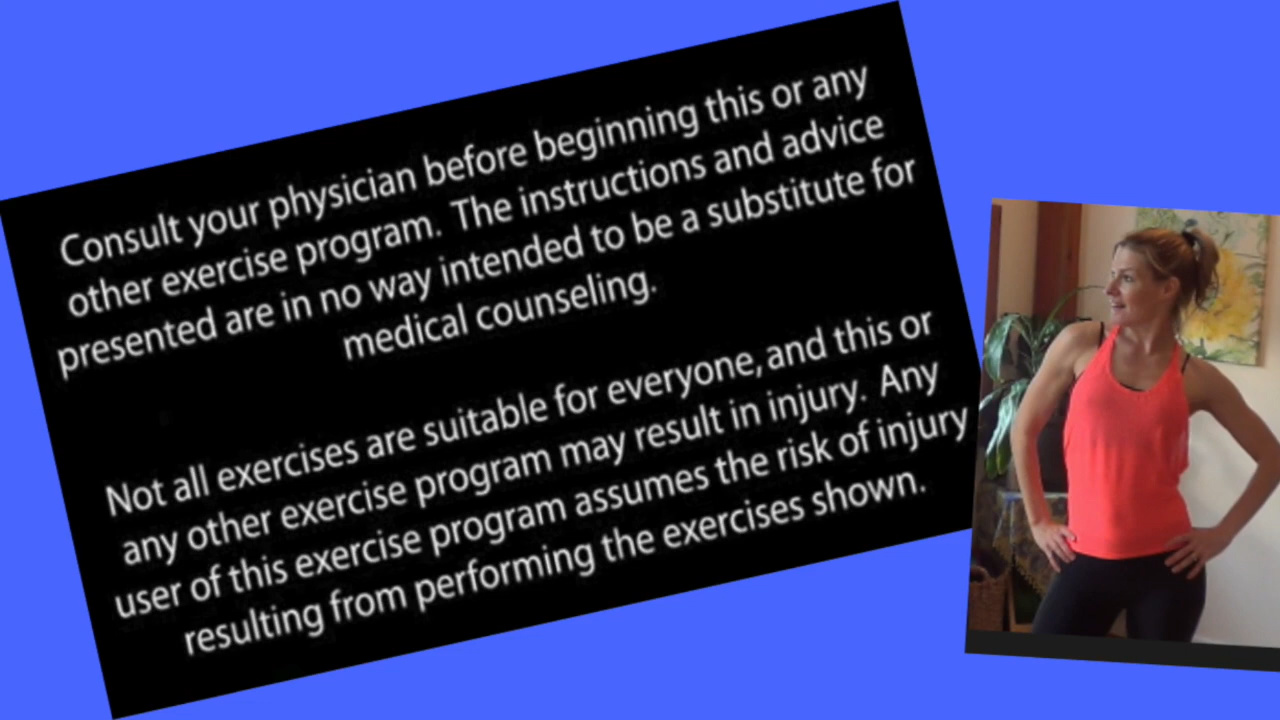 Consult your physician before beginning this or any
other exercise program. The instructions and advice
presented are in no way intended to be a substitute for
medical counseling.
Not all exercises are suitable for everyone, and this or
any other exercise program may result in injury. Any
user of this exercise program assumes the risk of injury
resulting from performing the exercises shown.